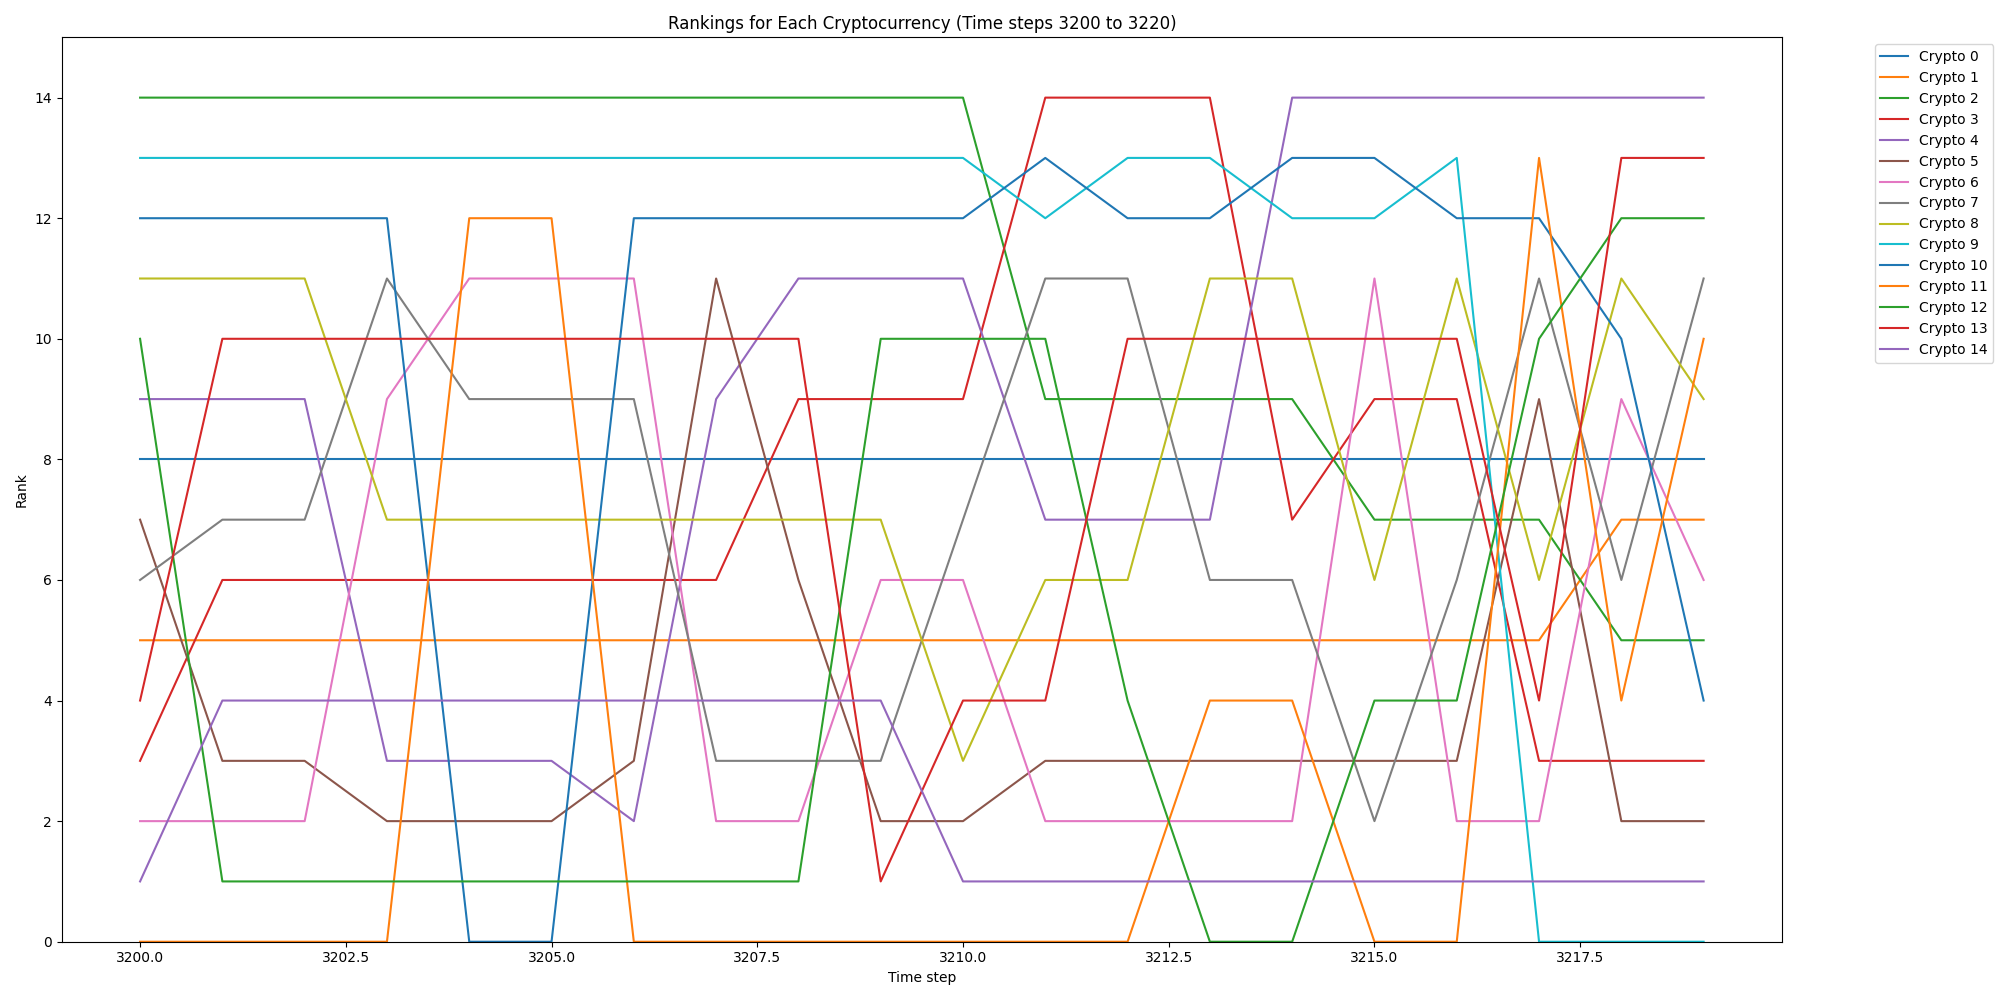 Rankings for Each Cryptocurrency (Time steps 3200 to 3220)
Crypto 0
Crypto 1
Crypto 2
Crypto 3
Crypto 4
Crypto 5
Crypto 6
Crypto 7
Crypto 8
Crypto 9
Crypto 10
Crypto 11
Crypto 12
Crypto 13
Crypto 14
Rank
14
12
10
8
6
4
2
0
3200.0 3202.5 3205.0 3207.5 3210.0 3212.5 3215.0 3217.5
Time step